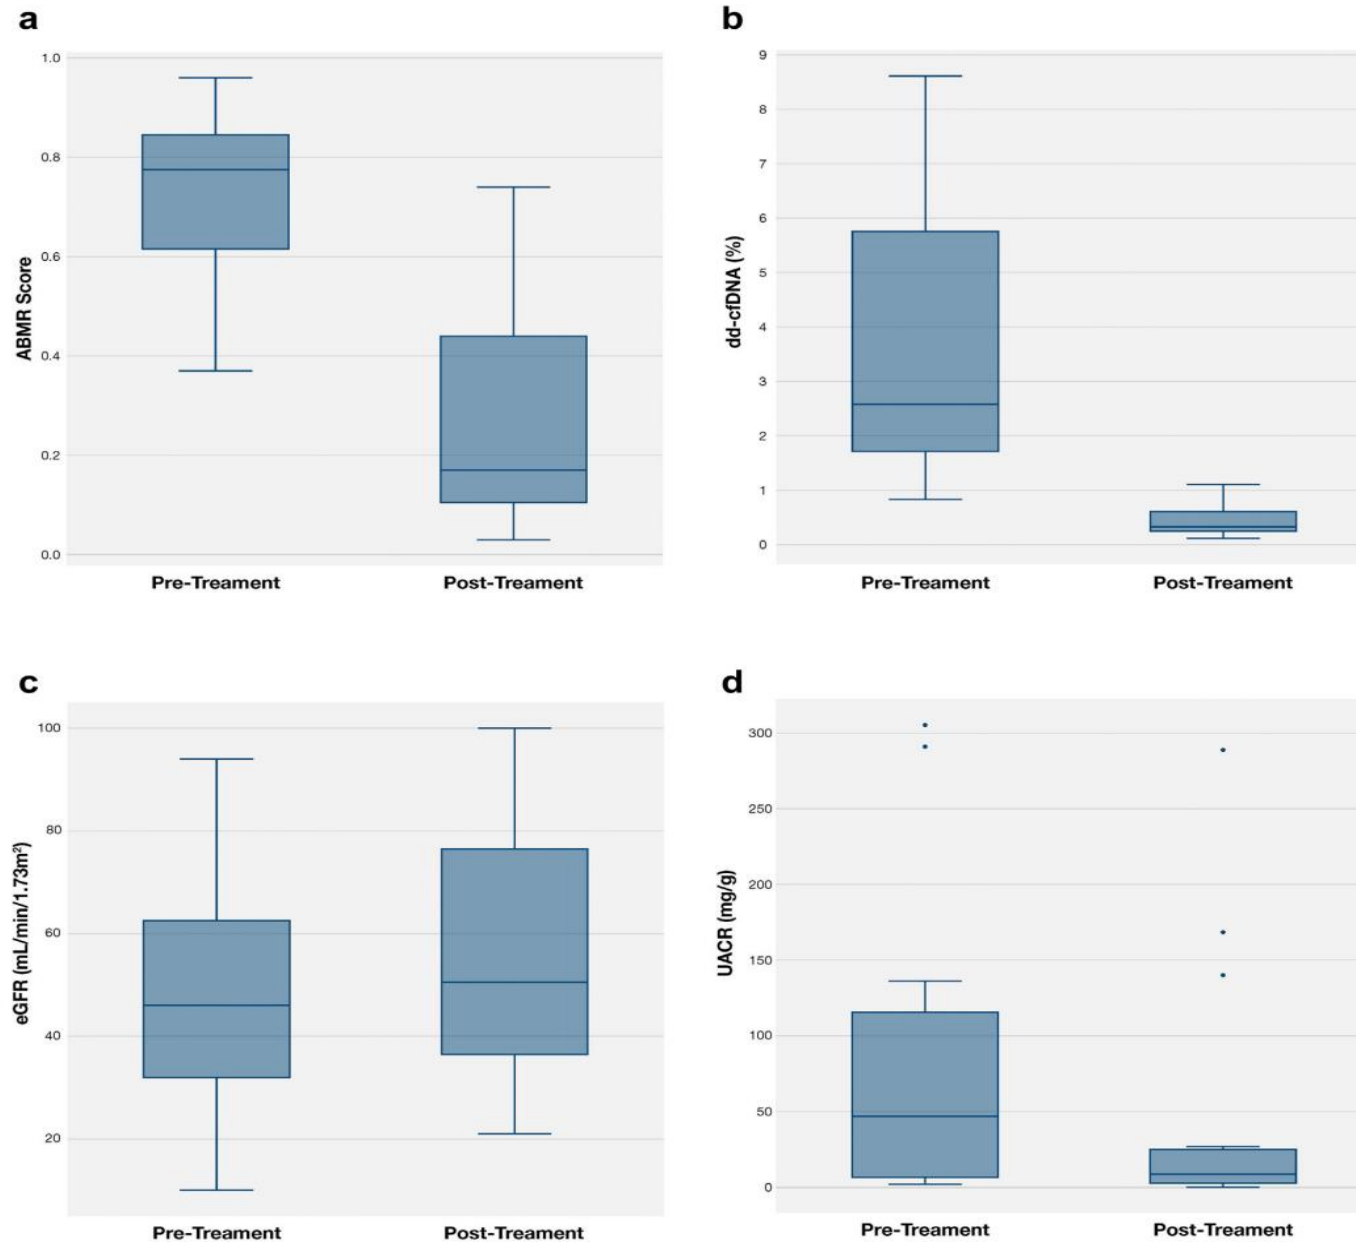 a
1.0
0.8
0.6
0.4
0.2
0.0
ABMR Score
Pre-Treament
Post-Treament
b
9
8
7
6
5
4
3
2
1
0
dd-cfDNA (%)
Pre-Treament
Post-Treament
c
100
80
60
40
20
eGFR (mL/min/1.73m²)
Pre-Treament
Post-Treament
d
300
250
200
150
100
50
0
UACR (mg/g)
Pre-Treament
Post-Treament